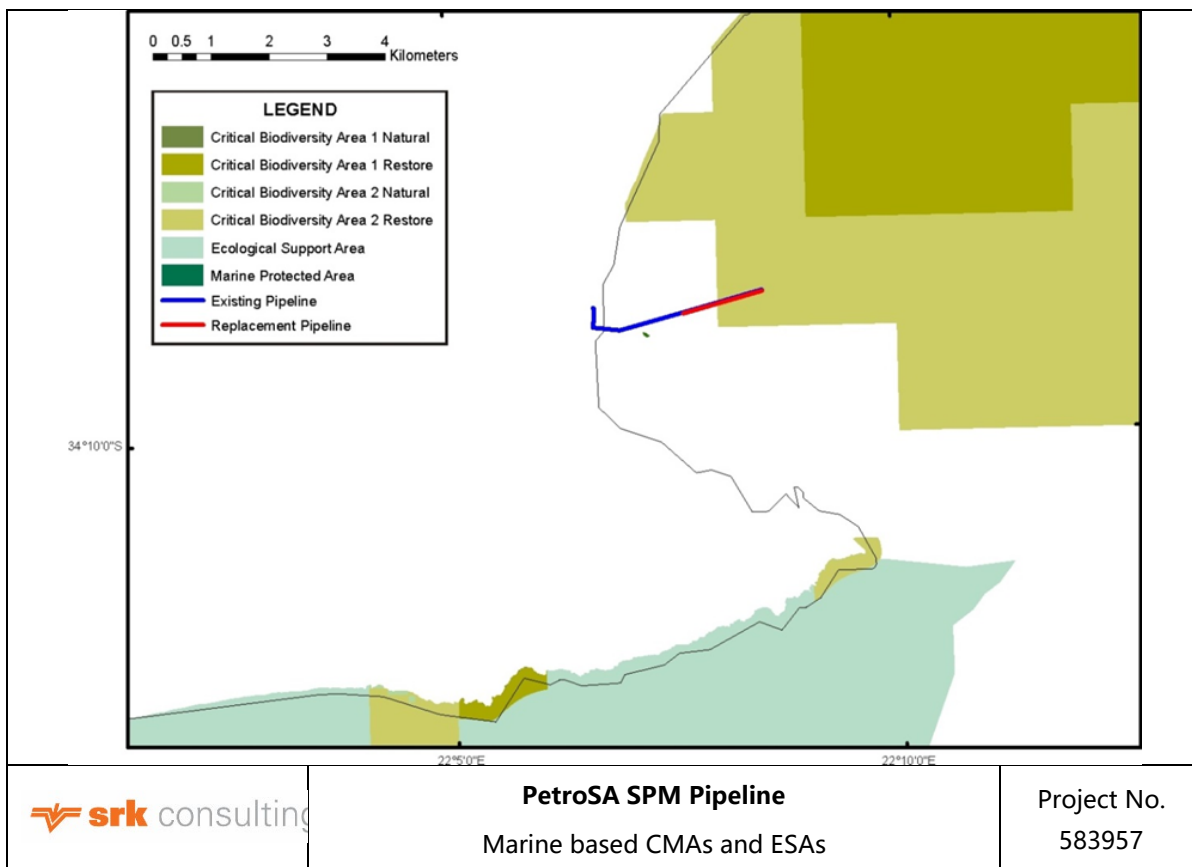 0 0.5 1 2 3 4
Kilometers
LEGEND
Critical Biodiversity Area 1 Natural
Critical Biodiversity Area 1 Restore
Critical Biodiversity Area 2 Natural
Critical Biodiversity Area 2 Restore
Ecological Support Area
Marine Protected Area
Existing Pipeline
Replacement Pipeline
34°10'0"S
22°5'0"E 22°10'0"E
srk consulting
PetroSA SPM Pipeline
Marine based CMAs and ESAs
Project No.
583957